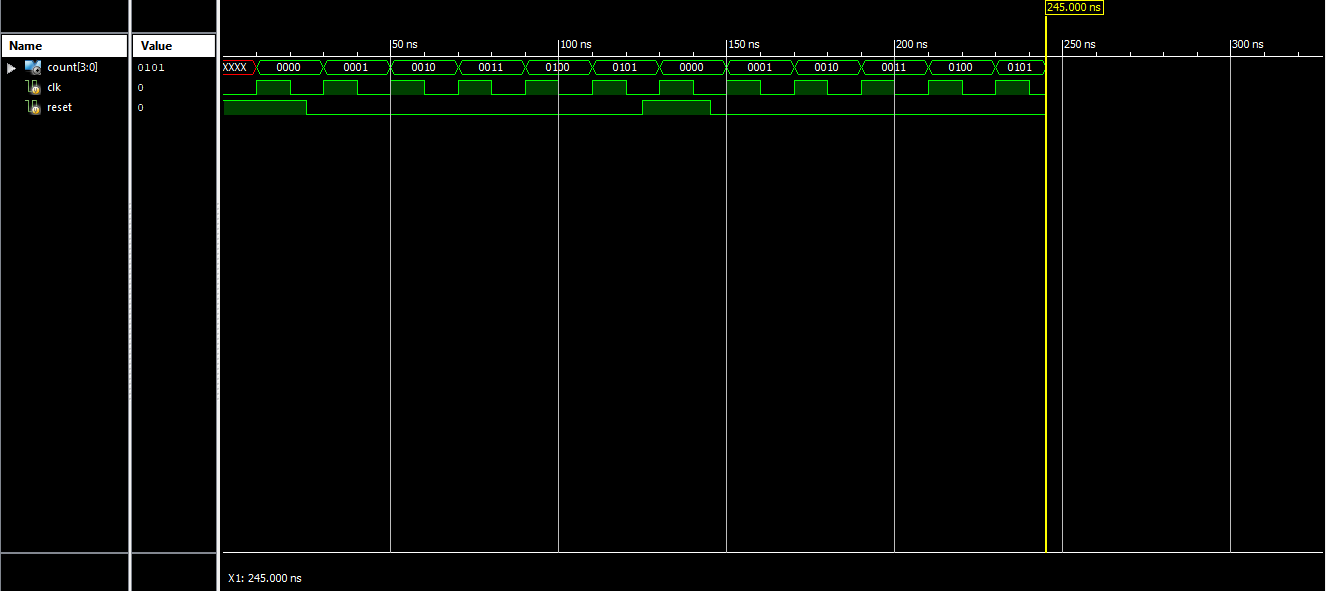 245.000 ns
Name Value
50 ns 100 ns 150 ns 200 ns 250 ns 300 ns
count[3:0] 0101 XXXX 0000 0001 0010 0011 0100 0101 0000 0001 0010 0011 0100 0101
clk 0
reset 0
X1: 245.000 ns